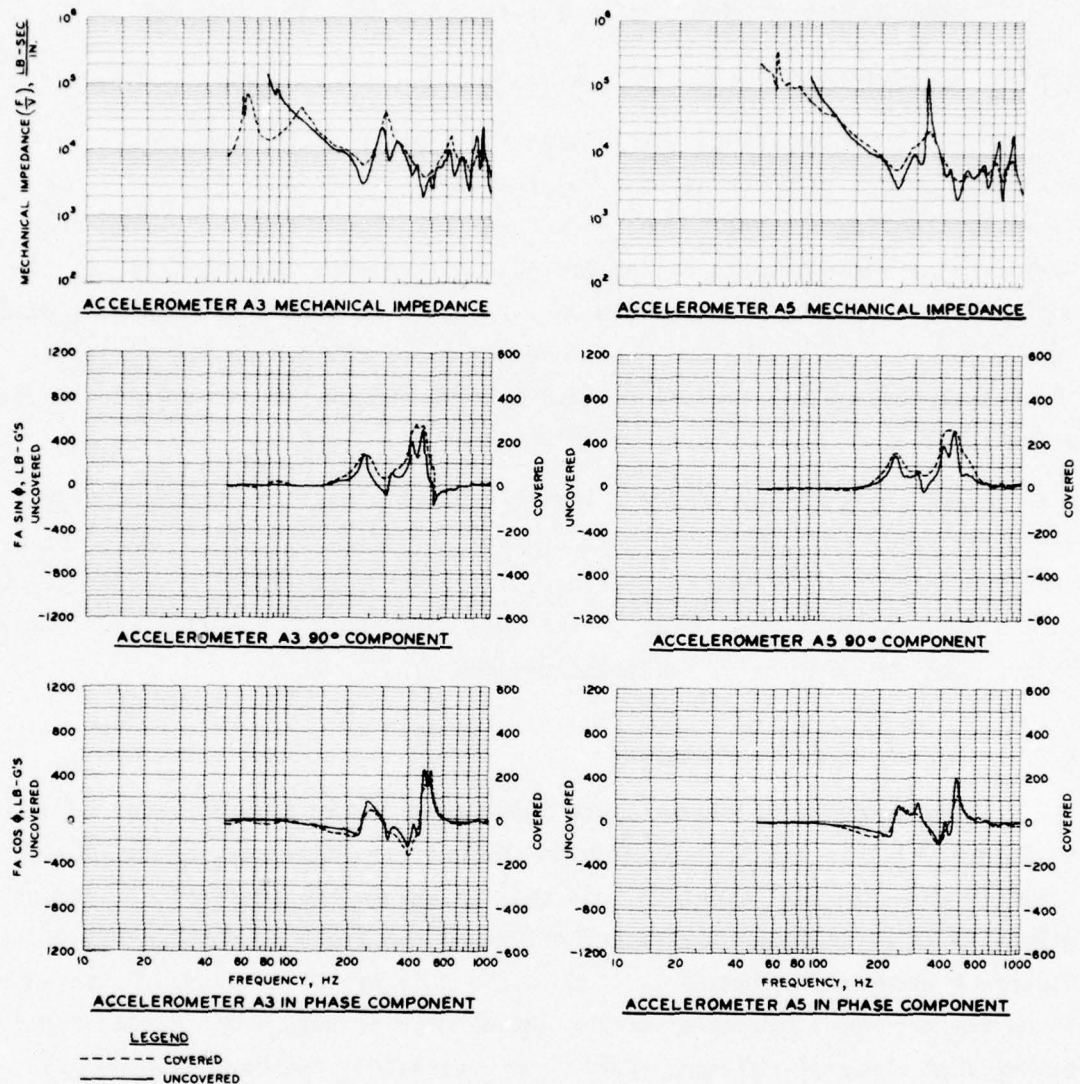 10⁶
10⁵
10⁴
10³
10²
MECHANICAL IMPEDANCE (F/V), LB-SEC/IN.
ACCELEROMETER A3 MECHANICAL IMPEDANCE
10⁶
10⁵
10⁴
10³
10²
ACCELEROMETER A5 MECHANICAL IMPEDANCE
1200
800
400
0
-400
-800
-1200
FA SIN ϕ, LB-G'S
UNCOVERED
600
400
200
0
-200
-400
-600
COVERED
ACCELEROMETER A3 90° COMPONENT
1200
800
400
0
-400
-800
-1200
UNCOVERED
600
400
200
0
-200
-400
-600
COVERED
ACCELEROMETER A5 90° COMPONENT
1200
800
400
0
-400
-800
1200
FA COS ϕ, LB-G'S
UNCOVERED
600
400
200
0
-200
-400
-600
COVERED
10 20 40 60 80 100 200 400 600 1000
FREQUENCY, HZ
ACCELEROMETER A3 IN PHASE COMPONENT
1200
800
400
0
-400
-800
-1200
UNCOVERED
600
400
200
0
-200
-400
-600
COVERED
10 20 40 60 80 100 200 400 600 1000
FREQUENCY, HZ
ACCELEROMETER A5 IN PHASE COMPONENT
LEGEND
COVERED
UNCOVERED